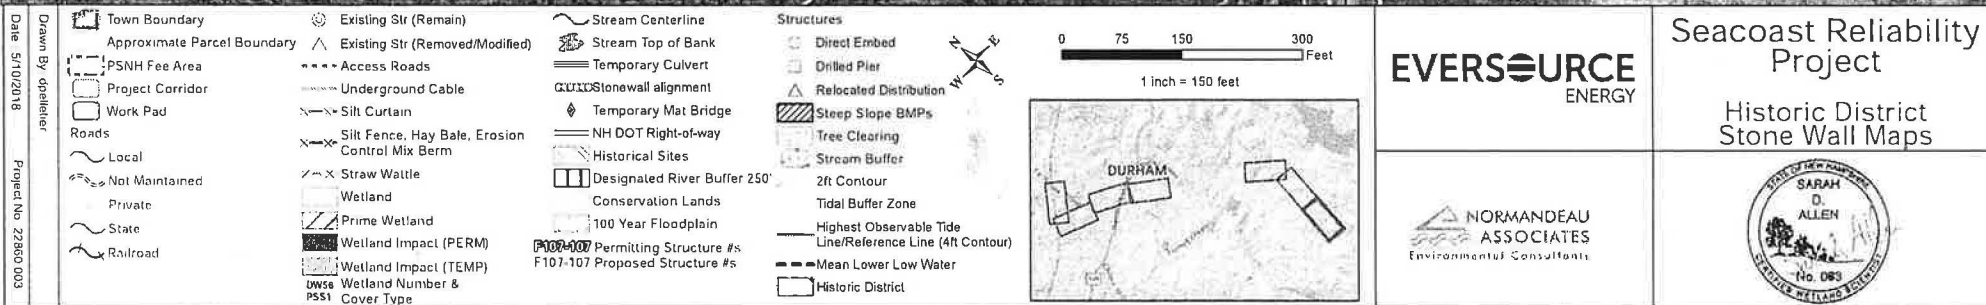 Date 5/10/2018 Project No. 22860.003
Drawn By dpelletier
Town Boundary
Approximate Parcel Boundary
PSNH Fee Area
Project Corridor
Work Pad
Roads
Local
Not Maintained
Private
State
Railroad
Existing Str (Remain)
Existing Str (Removed/Modified)
Access Roads
Underground Cable
Silt Curtain
Silt Fence, Hay Bale, Erosion
Control Mix Berm
Straw Wattle
Wetland
Prime Wetland
Wetland Impact (PERM)
Wetland Impact (TEMP)
DW56
PSS1
Wetland Number &
Cover Type
Stream Centerline
Stream Top of Bank
Temporary Culvert
Stonewall alignment
Temporary Mat Bridge
NH DOT Right-of-way
Historical Sites
Designated River Buffer 250'
Conservation Lands
100 Year Floodplain
F107-107 Permitting Structure #s
F107-107 Proposed Structure #s
Structures
Direct Embed
Drilled Pier
Relocated Distribution
Steep Slope BMPs
Tree Clearing
Stream Buffer
2ft Contour
Tidal Buffer Zone
Highest Observable Tide
Line/Reference Line (4ft Contour)
Mean Lower Low Water
Historic District
N E
W S
0 75 150 300
Feet
1 inch = 150 feet
DURHAM
EVERSOURCE
ENERGY
NORMANDEAU
ASSOCIATES
Environmental Consultants
Seacoast Reliability
Project
Historic District
Stone Wall Maps
STATE OF NEW HAMPSHIRE
SARAH
D.
ALLEN
No. 063
CERTIFIED WETLAND SCIENTIST